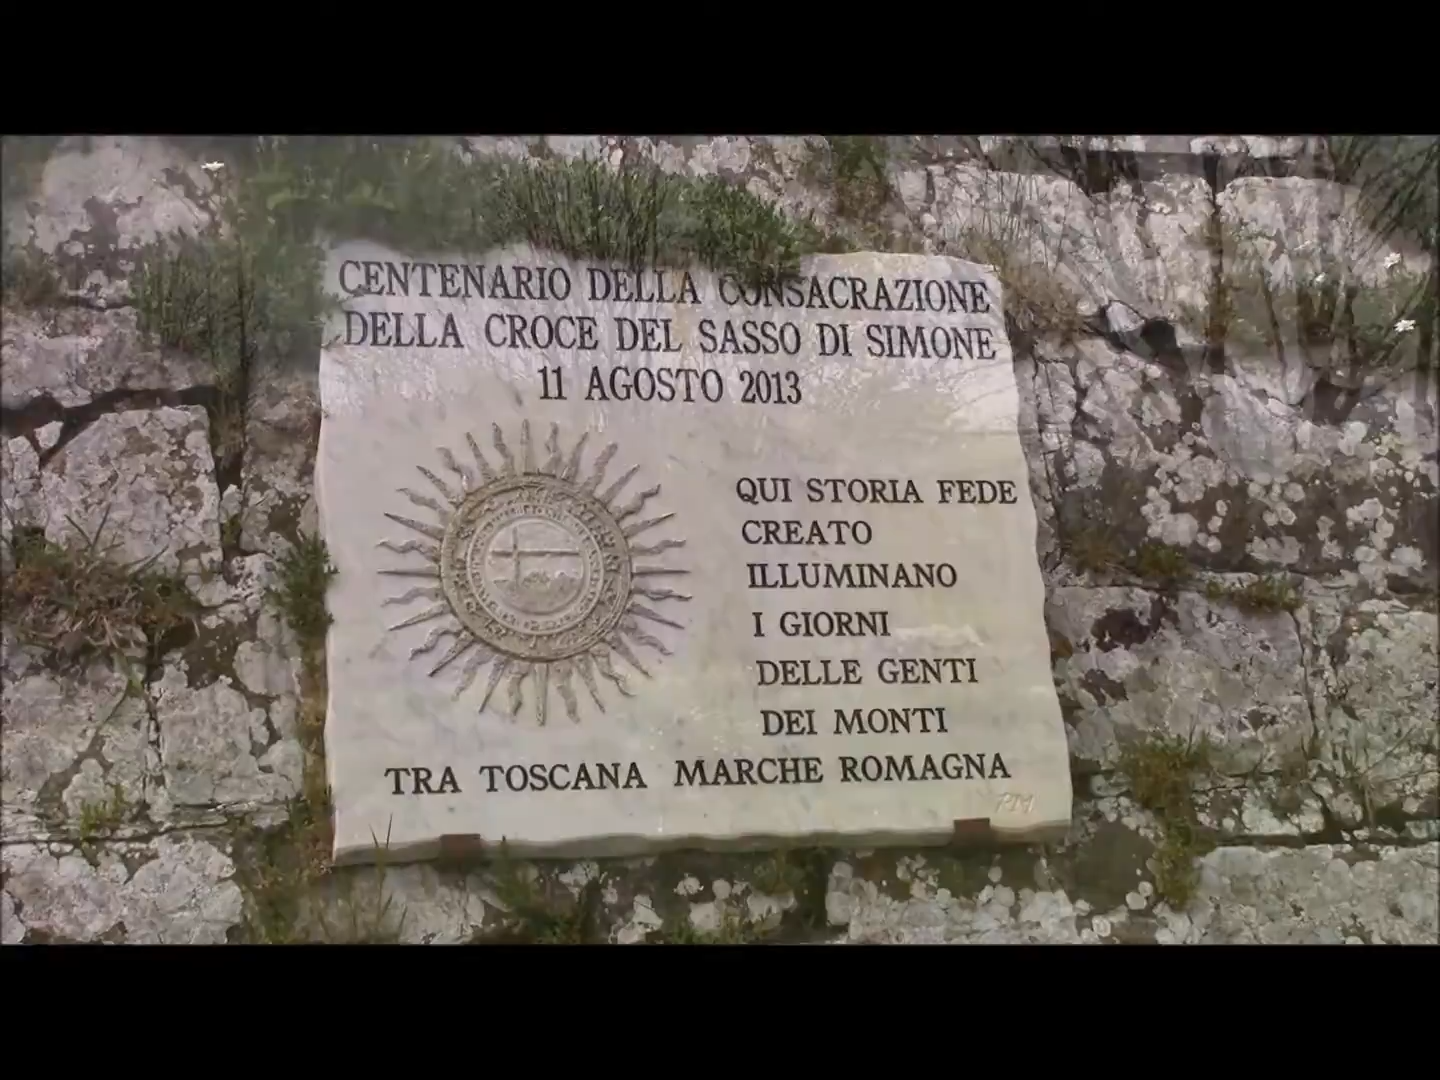 CENTENARIO DELLA CONSACRAZIONE
DELLA CROCE DEL SASSO DI SIMONE
11 AGOSTO 2013
QUI STORIA FEDE
CREATO
ILLUMINANO
I GIORNI
DELLE GENTI
DEI MONTI
TRA TOSCANA MARCHE ROMAGNA